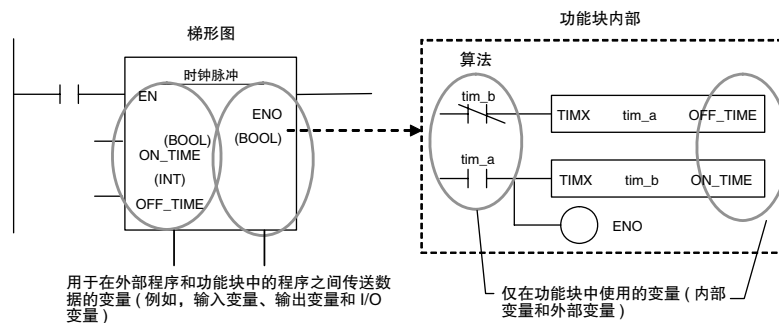 梯形图
时钟脉冲
EN
ENO
(BOOL)
(BOOL)
ON_TIME
(INT)
OFF_TIME
用于在外部程序和功能块中的程序之间传送数
据的变量 ( 例如，输入变量、输出变量和 I/O
变量 )
功能块内部
算法
tim_b
TIMX tim_a OFF_TIME
tim_a
TIMX tim_b ON_TIME
ENO
仅在功能块中使用的变量 ( 内部
变量和外部变量 )